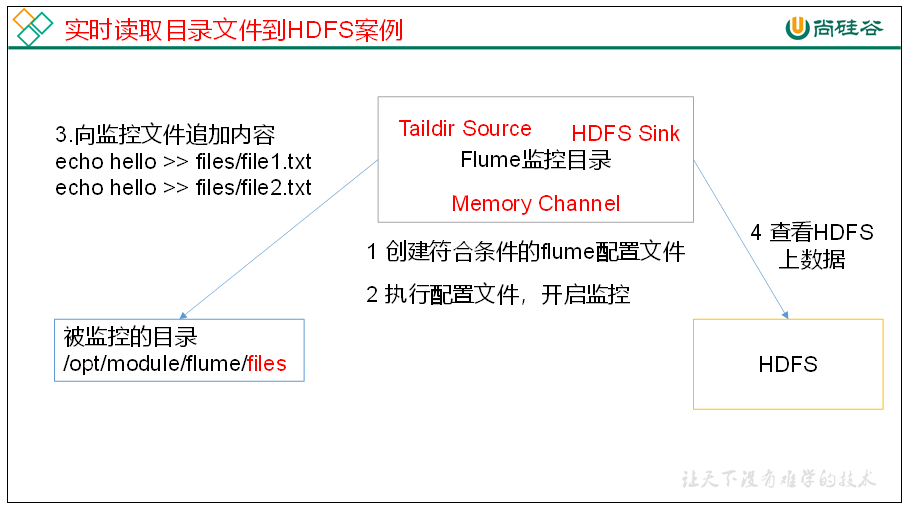 实时读取目录文件到HDFS案例
尚硅谷
3.向监控文件追加内容
echo hello >> files/file1.txt
echo hello >> files/file2.txt
Taildir Source
HDFS Sink
Flume监控目录
Memory Channel
1 创建符合条件的flume配置文件
2 执行配置文件，开启监控
4 查看HDFS
上数据
被监控的目录
/opt/module/flume/files
HDFS
让天下没有难学的技术